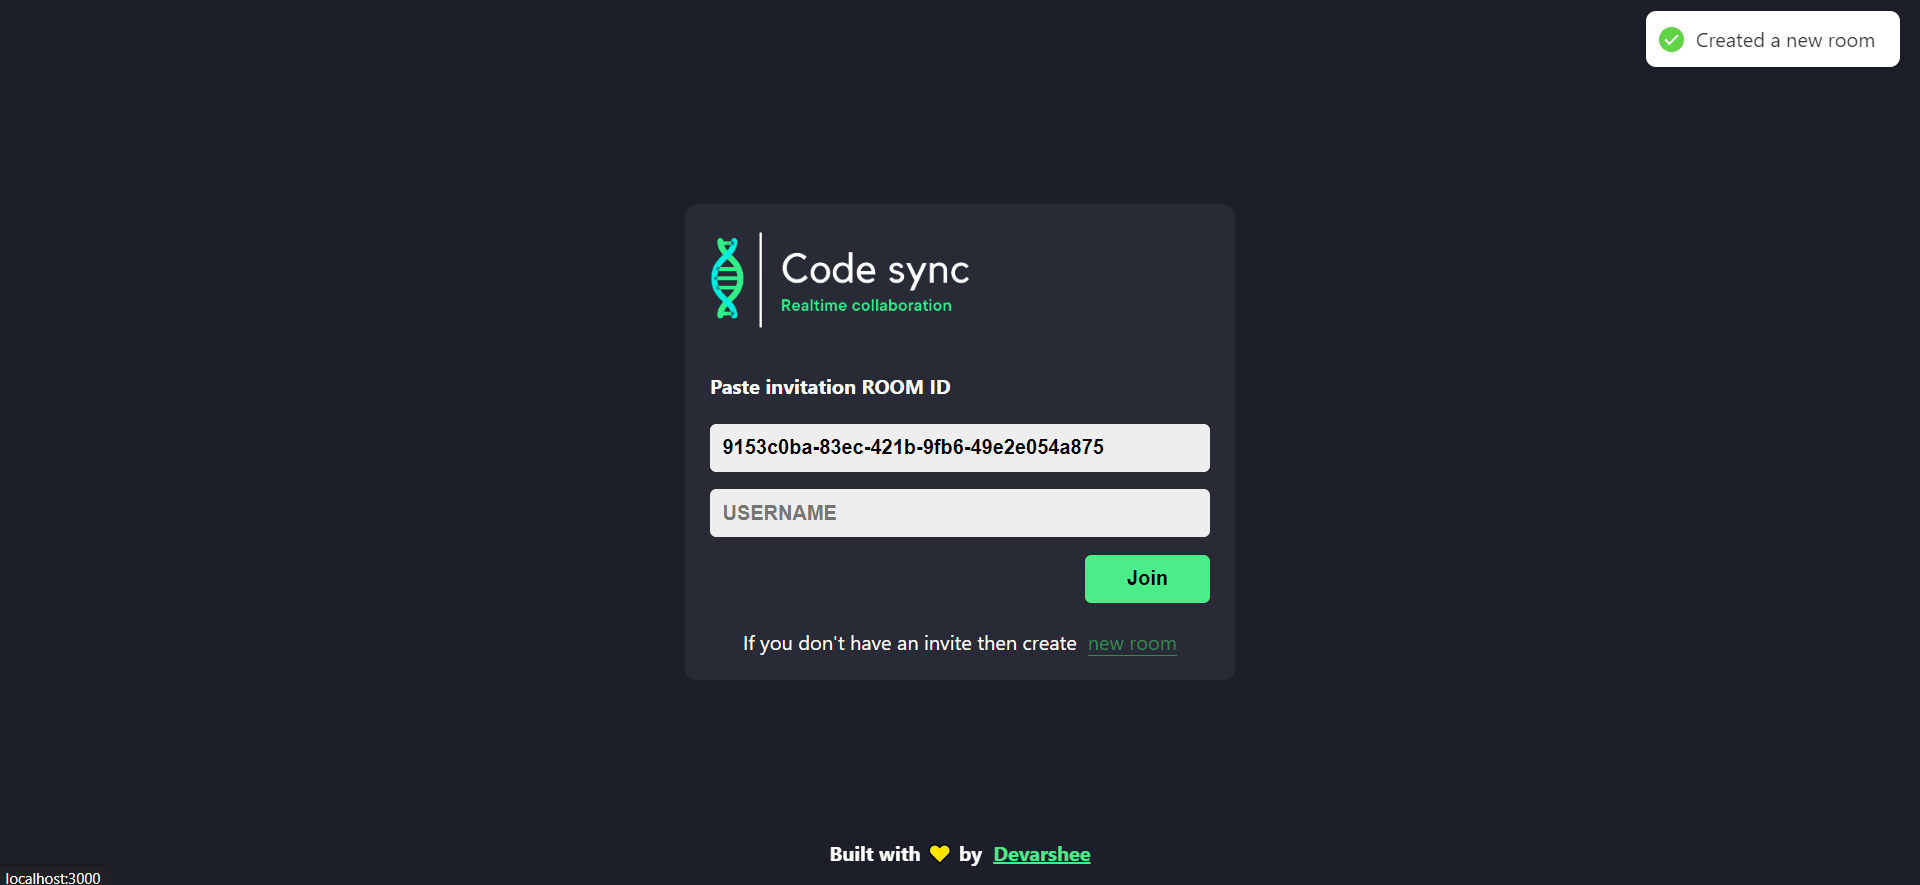 Created a new room
Code sync
Realtime collaboration
Paste invitation ROOM ID
9153c0ba-83ec-421b-9fb6-49e2e054a875
USERNAME
Join
If you don't have an invite then create new room
Built with 💛 by Devarshee
localhost:3000